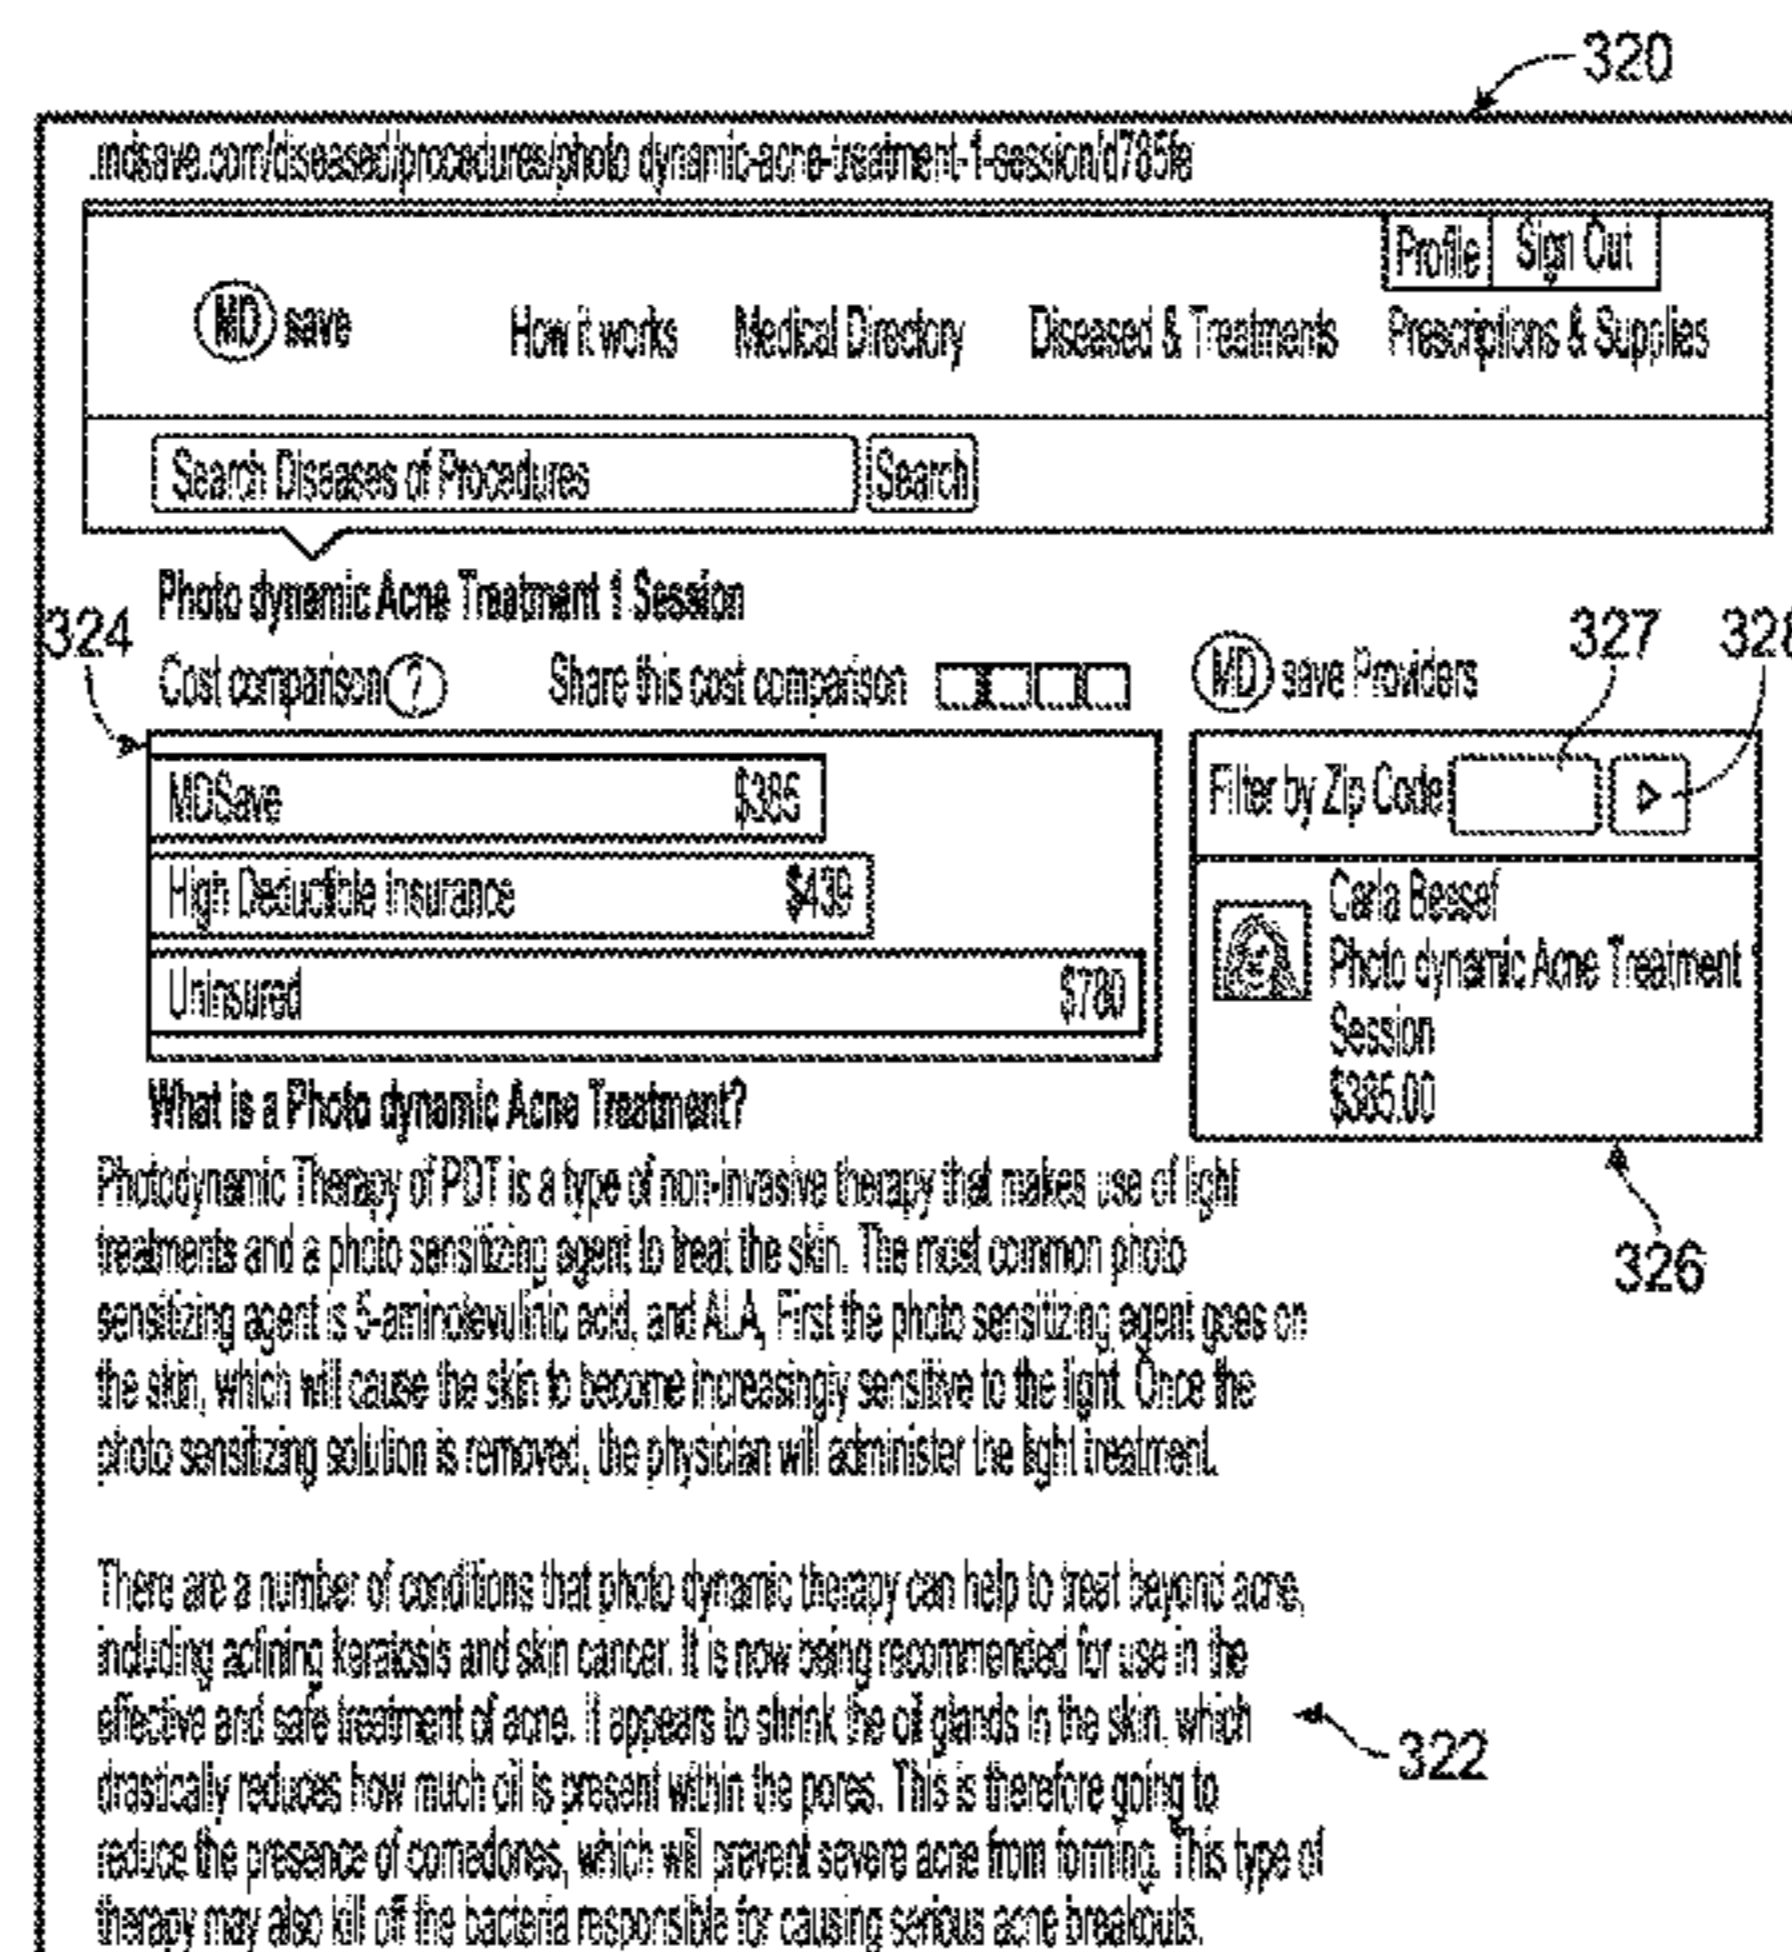 320
.mdsave.com/diseased/procedures/photo dynamic-acne-treatment-1-session/d785fe
Profile Sign Out
MD save How it works Medical Directory Diseased & Treatments Prescriptions & Supplies
Search Diseases of Procedures Search
Photo dynamic Acne Treatment 1 Session
324 327
Cost comparison ? Share this cost comparison MD save Providers
MDSave $385
Filter by Zip Code
High Deductible Insurance $439
Uninsured $780
Carla Bessef
Photo dynamic Acne Treatment
Session
$385.00
326
What is a Photo dynamic Acne Treatment?
Photodynamic Therapy of PDT is a type of non-invasive therapy that makes use of light
treatments and a photo sensitizing agent to treat the skin. The most common photo
sensitizing agent is 5-aminolevulinic acid, and ALA, First the photo sensitizing agent goes on
the skin, which will cause the skin to become increasingly sensitive to the light. Once the
photo sensitizing solution is removed, the physician will administer the light treatment.
There are a number of conditions that photo dynamic therapy can help to treat beyond acne,
including actining keratosis and skin cancer. It is now being recommended for use in the
effective and safe treatment of acne. It appears to shrink the oil glands in the skin, which
drastically reduces how much oil is present within the pores. This is therefore going to
322
reduce the presence of comadones, which will prevent severe acne from forming. This type of
therapy may also kill off the bacteria responsible for causing serious acne breakouts.